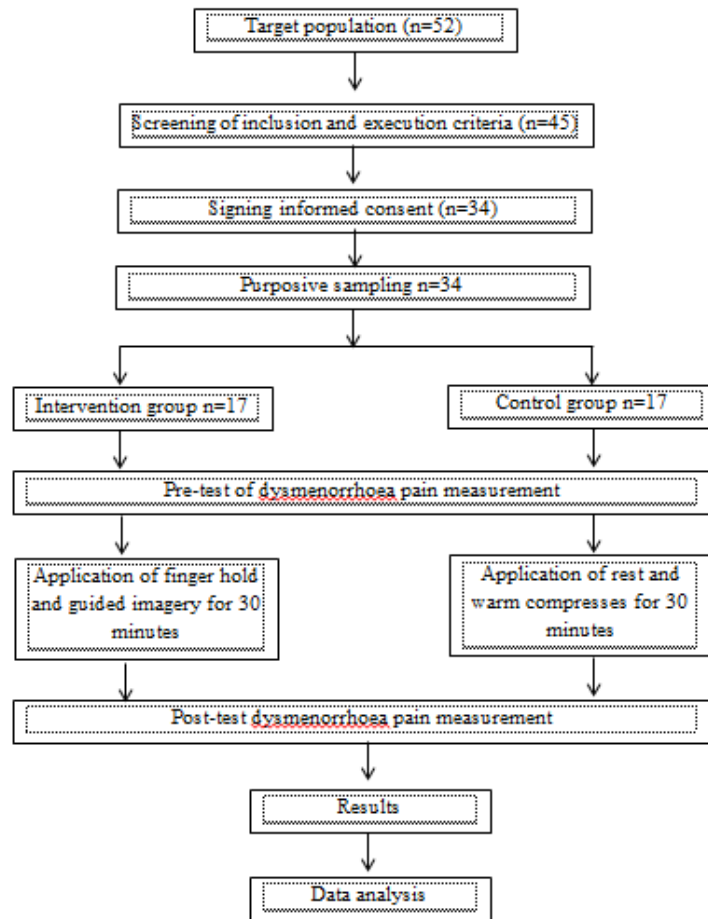 Target population (n=52)
Screening of inclusion and execution criteria (n=45)
Signing informed consent (n=34)
Purposive sampling n=34
Intervention group n=17
Control group n=17
Pre-test of dysmenorrhoea pain measurement
Application of finger hold
and guided imagery for 30
minutes
Application of rest and
warm compresses for 30
minutes
Post-test dysmenorrhoea pain measurement
Results
Data analysis